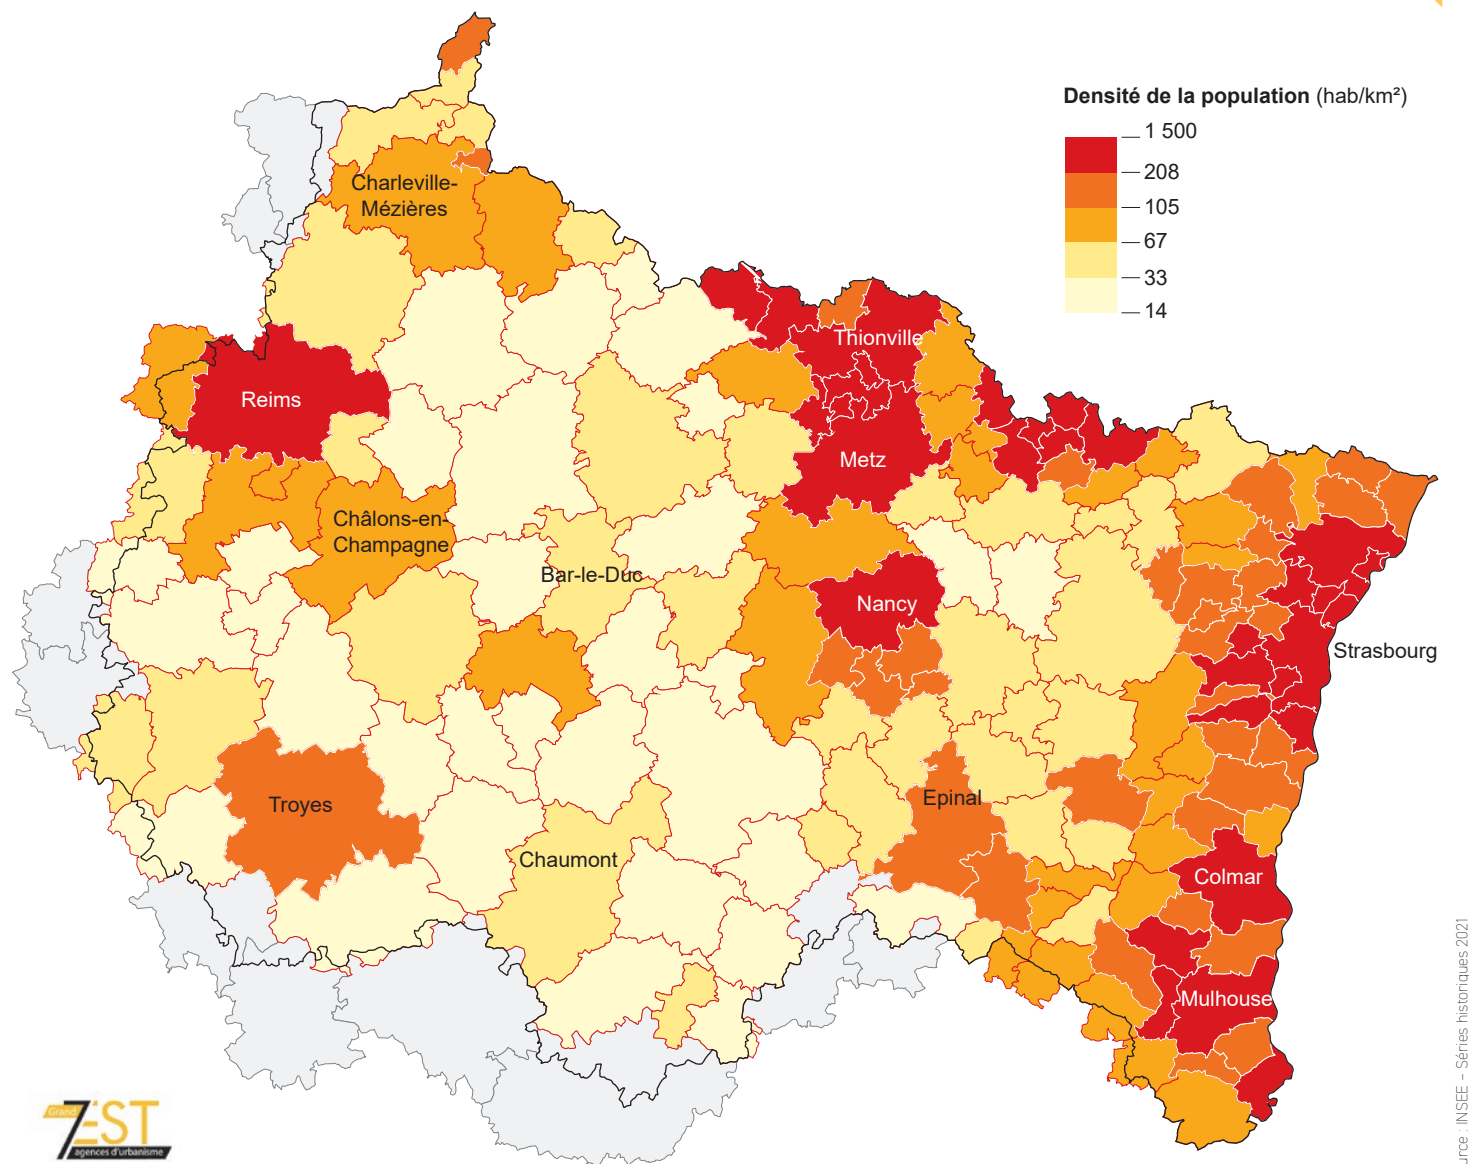 Densité de la population (hab/km²)
1 500
208
105
67
33
14
Charleville-
Mézières
Thionville
Reims
Metz
Châlons-en-
Champagne
Bar-le-Duc
Nancy
Strasbourg
Troyes
Epinal
Chaumont
Colmar
Mulhouse
Grand
7EST
agences d'urbanisme
urce : INSEE - Séries historiques 2021